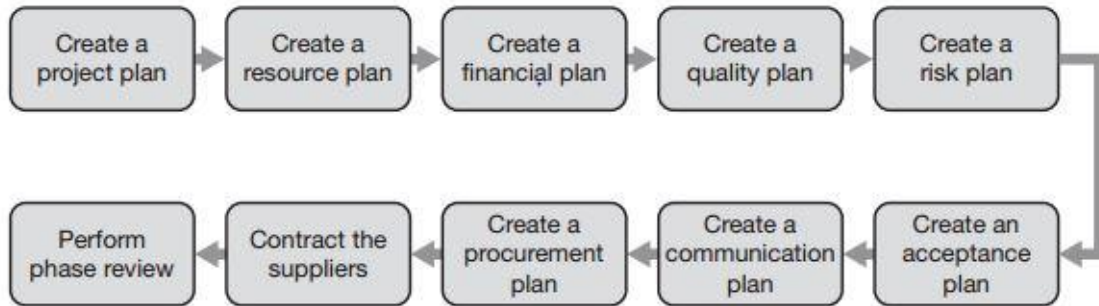 Create a
project plan
Create a
resource plan
Create a
financial plan
Create a
quality plan
Create a
risk plan
Create an
acceptance
plan
Create a
communication
plan
Create a
procurement
plan
Contract the
suppliers
Perform
phase review